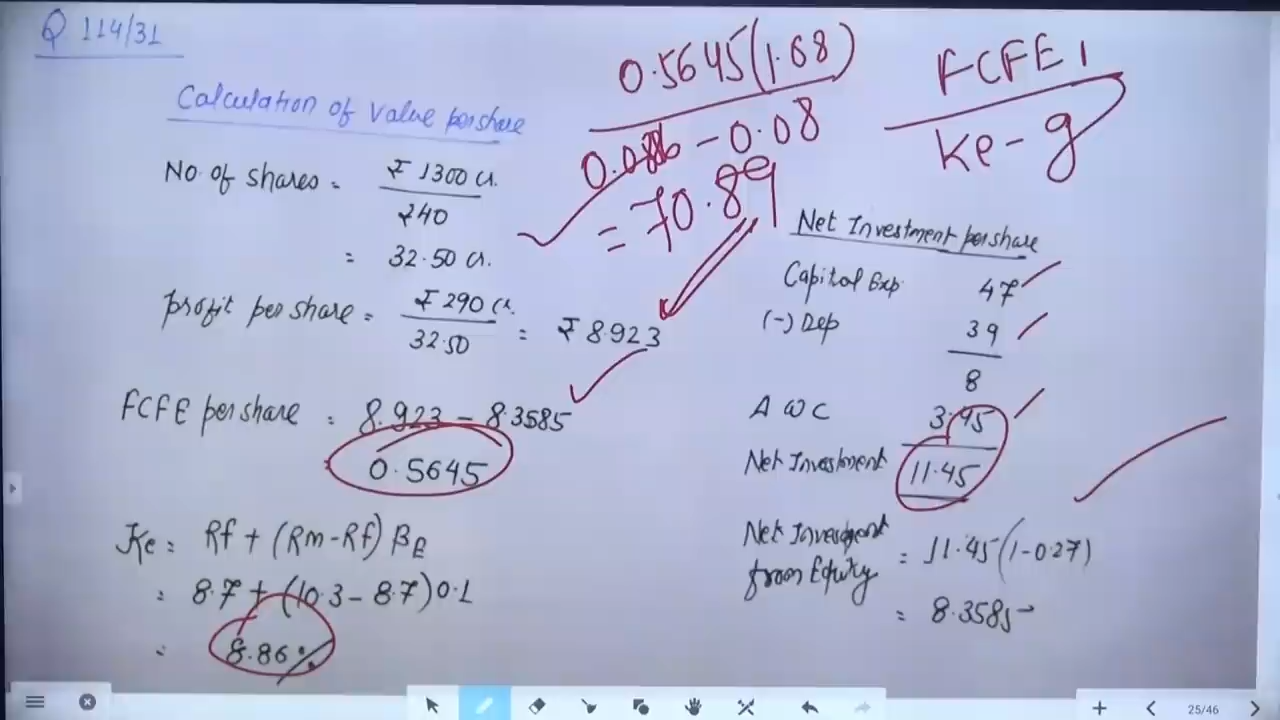 Q 114/31
Calculation of Value per share
No. of shares = ₹ 1300 cr.
₹40
= 32.50 cr.
Profit per share = ₹ 290 cr.
32.50
= ₹ 8.923
FCFE per share = 8.923 - 8.3585
0.5645
Ke = Rf + (Rm-Rf) βE
= 8.7 + (10.3 - 8.7) 0.1
= 8.86%
0.5645(1.08)
- 0.08
= 70.89
FCFE 1
Ke - g
Net Investment per share
Capital Exp. 47
(-) Dep 39
8
Δ WC 3.45
Net Investment 11.45
Net Investment
from Equity = 11.45 (1-0.27)
= 8.3585
25/46